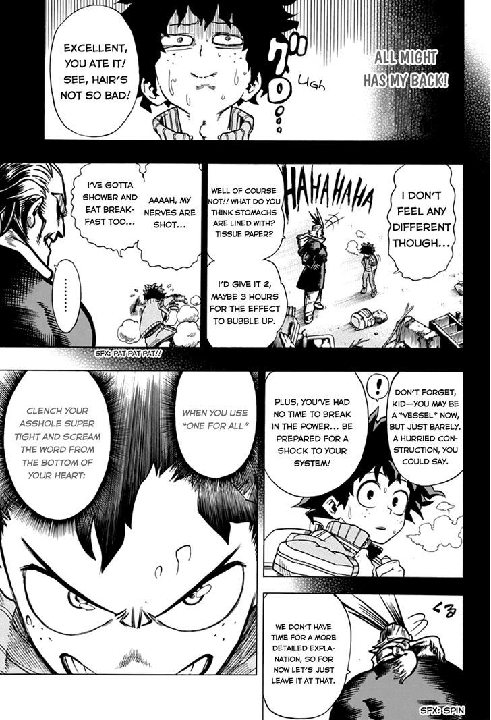 ALL MIGHT
HAS MY BACK!
EXCELLENT,
YOU ATE IT!
SEE, HAIR'S
NOT SO BAD!
UGH
I DON'T
FEEL ANY
DIFFERENT
THOUGH...
HAHAHAHA
WELL OF COURSE
NOT!! WHAT DO YOU
THINK STOMACHS
ARE LINED WITH?
TISSUE PAPER?
I'D GIVE IT 2,
MAYBE 3 HOURS
FOR THE EFFECT
TO BUBBLE UP.
AAAAH, MY
NERVES ARE
SHOT...
I'VE GOTTA
SHOWER AND
EAT BREAK-
FAST TOO...
......
SFX: PAT PAT PAT!!
DON'T FORGET,
KID—YOU MAY BE
A "VESSEL" NOW,
BUT JUST BARELY.
A HURRIED CON-
STRUCTION, YOU
COULD SAY.
!
PLUS, YOU'VE HAD
NO TIME TO BREAK
IN THE POWER... BE
PREPARED FOR A
SHOCK TO YOUR
SYSTEM!
WHEN YOU USE
"ONE FOR ALL"
CLENCH YOUR
ASSHOLE SUPER
TIGHT AND SCREAM
THE WORD FROM
THE BOTTOM OF
YOUR HEART:
WE DON'T HAVE
TIME FOR A MORE
DETAILED EXPLA-
NATION, SO FOR
NOW LET'S JUST
LEAVE IT AT THAT.
SFX: SPIN